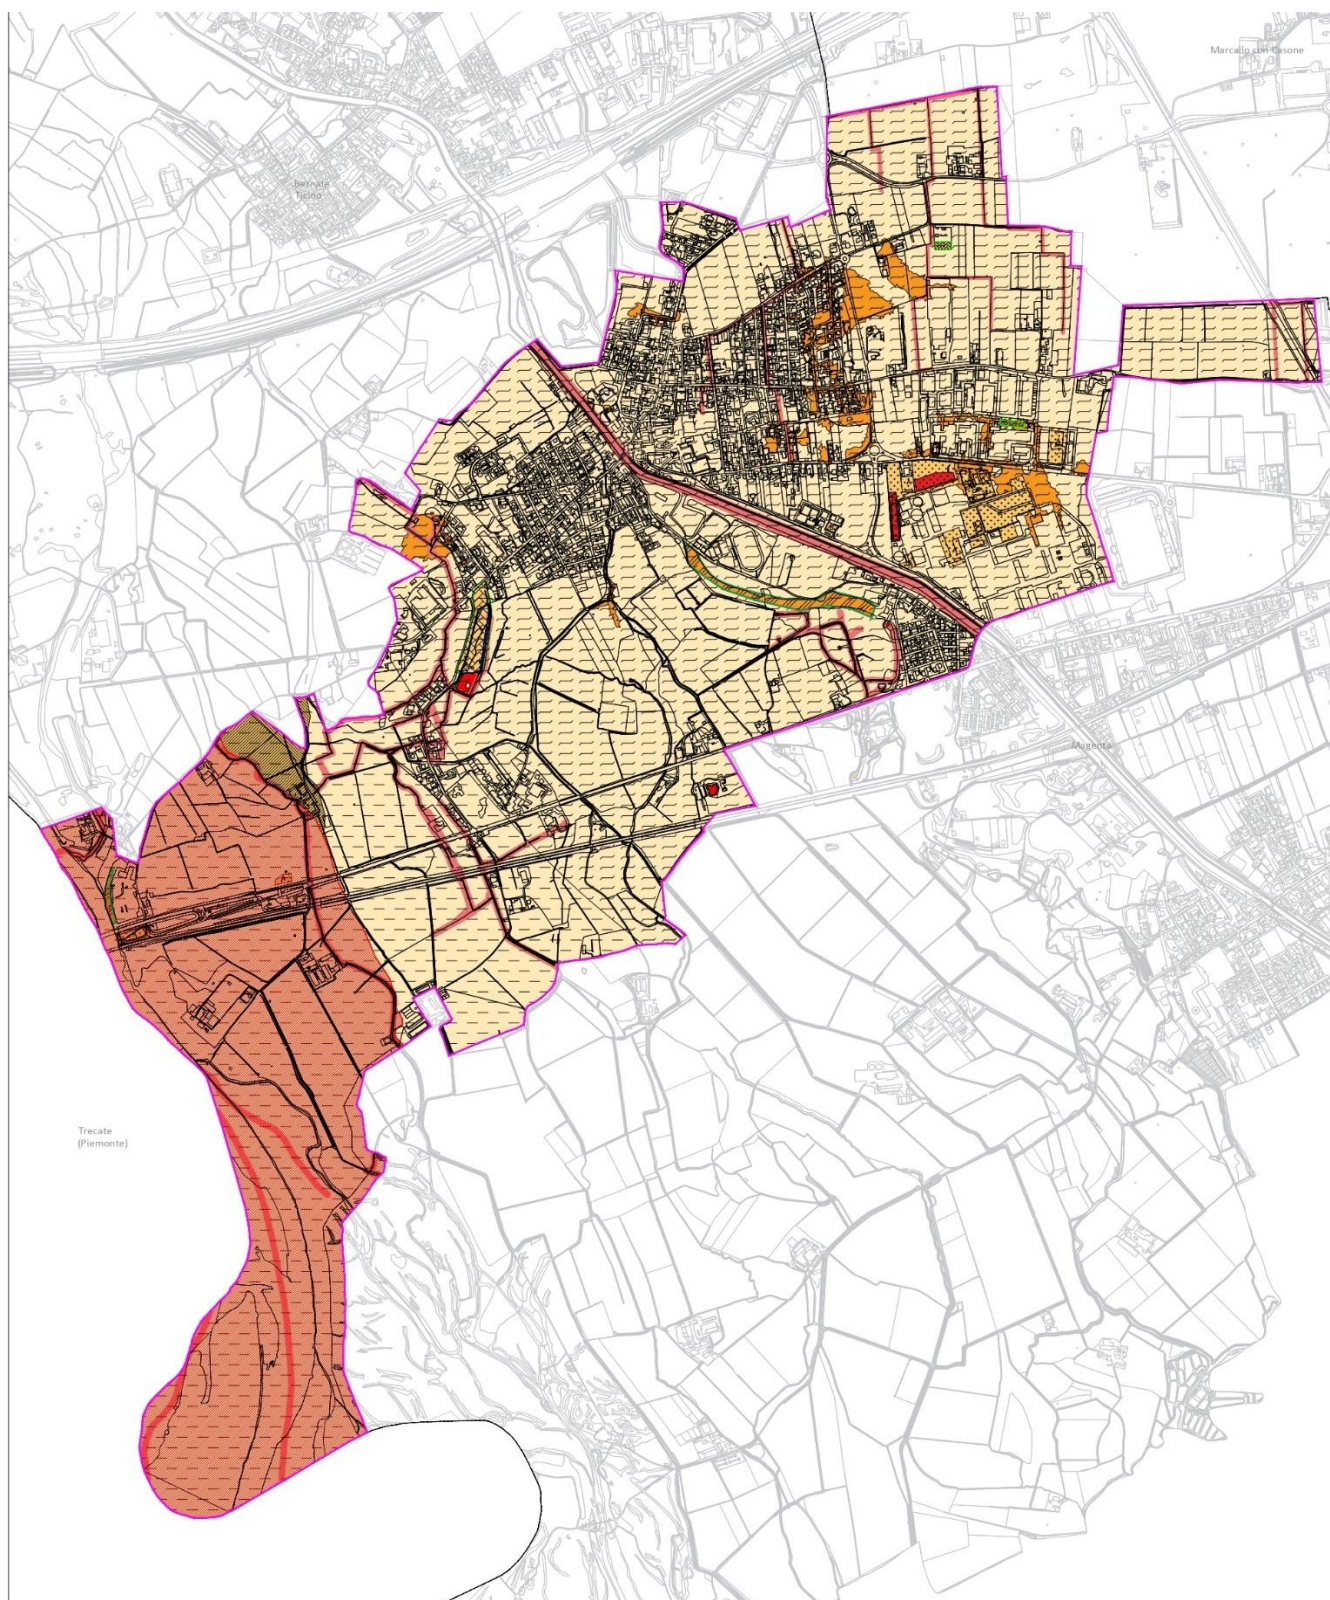 Marcallo con Casone
Bernate
Ticino
Magenta
Trecate
(Piemonte)